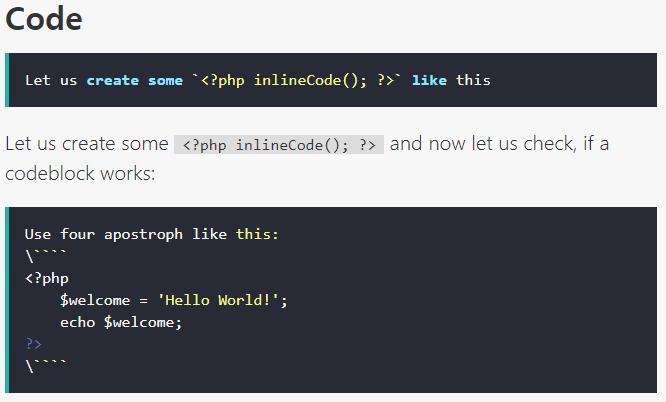 Code
Let us create some `<?php inlineCode(); ?>` like this
Let us create some <?php inlineCode(); ?> and now let us check, if a
codeblock works:
Use four apostroph like this:
\````
<?php
    $welcome = 'Hello World!';
    echo $welcome;
?>
\````